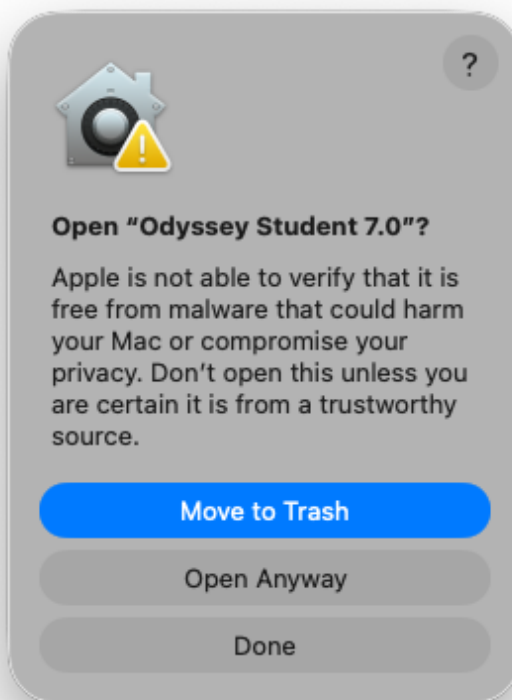 ?
Open “Odyssey Student 7.0”?
Apple is not able to verify that it is
free from malware that could harm
your Mac or compromise your
privacy. Don’t open this unless you
are certain it is from a trustworthy
source.
Move to Trash
Open Anyway
Done